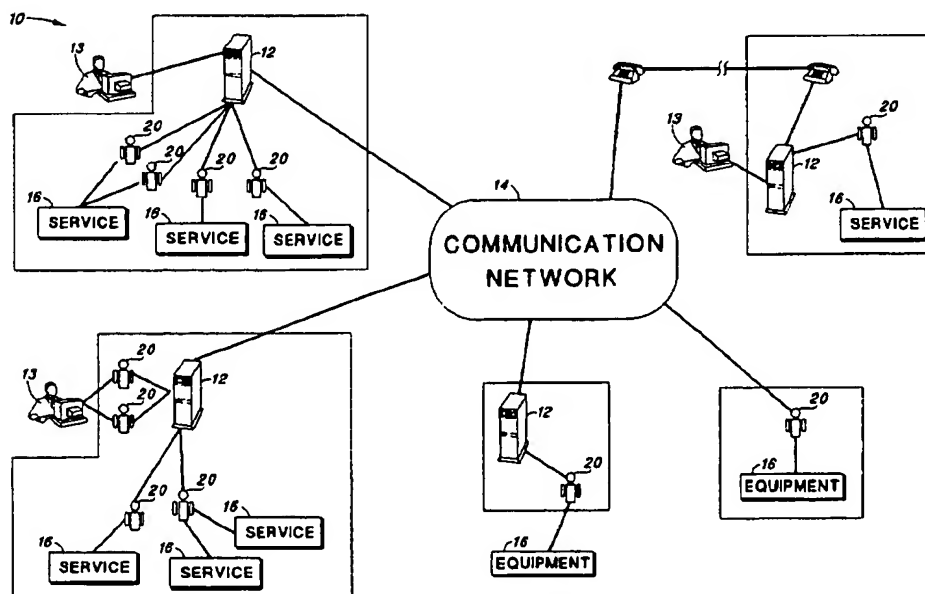 10
13
12
20
20
20
20
16 SERVICE
16 SERVICE
16 SERVICE
14
COMMUNICATION
NETWORK
13
12
20
16
SERVICE
13
20
20
12
20
20
16
SERVICE
16
SERVICE
16
SERVICE
12
20
16
EQUIPMENT
20
16
EQUIPMENT